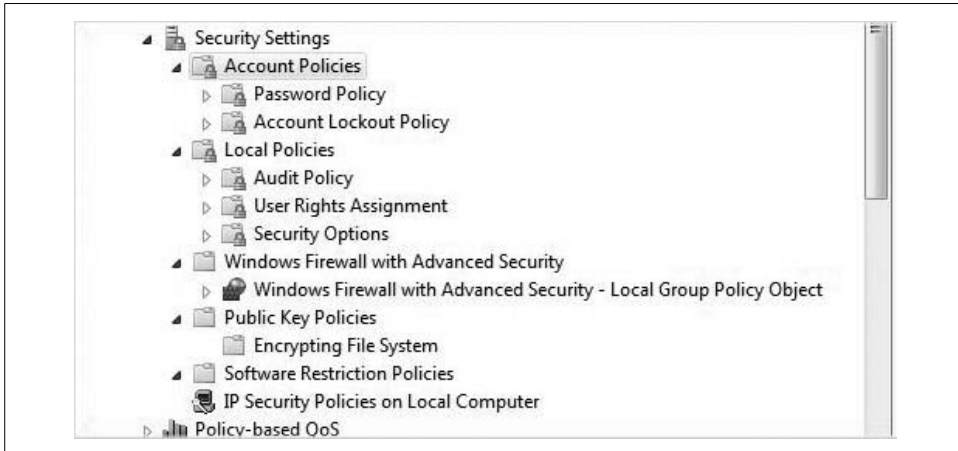 Security Settings
Account Policies
Password Policy
Account Lockout Policy
Local Policies
Audit Policy
User Rights Assignment
Security Options
Windows Firewall with Advanced Security
Windows Firewall with Advanced Security - Local Group Policy Object
Public Key Policies
Encrypting File System
Software Restriction Policies
IP Security Policies on Local Computer
Policy-based QoS